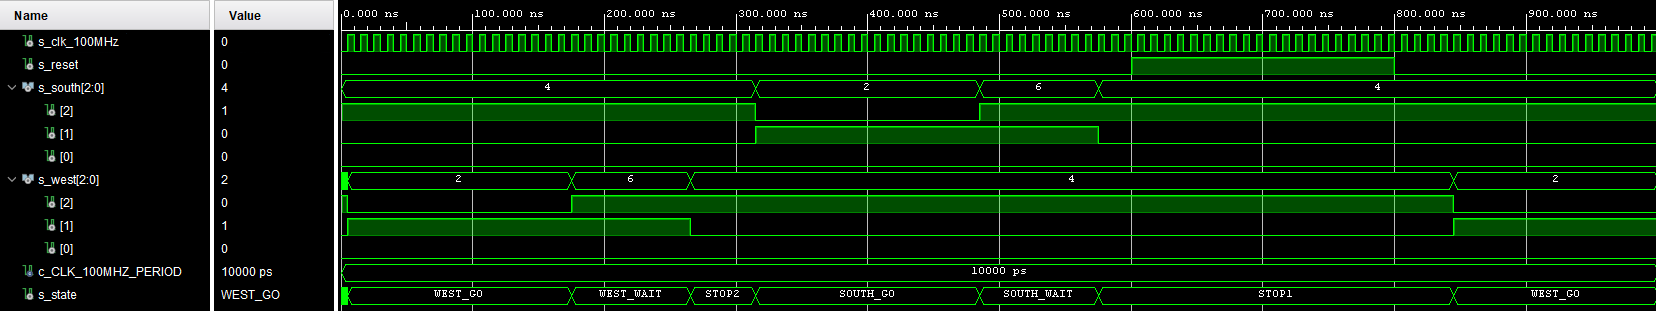 Name Value 0.000 ns 100.000 ns 200.000 ns 300.000 ns 400.000 ns 500.000 ns 600.000 ns 700.000 ns 800.000 ns 900.000 ns
s_clk_100MHz 0
s_reset 0
s_south[2:0] 4 4 2 6 4
[2] 1
[1] 0
[0] 0
s_west[2:0] 2 2 6 4 2
[2] 0
[1] 1
[0] 0
c_CLK_100MHZ_PERIOD 10000 ps 10000 ps
s_state WEST_GO WEST_GO WEST_WAIT STOP2 SOUTH_GO SOUTH_WAIT STOP1 WEST_GO